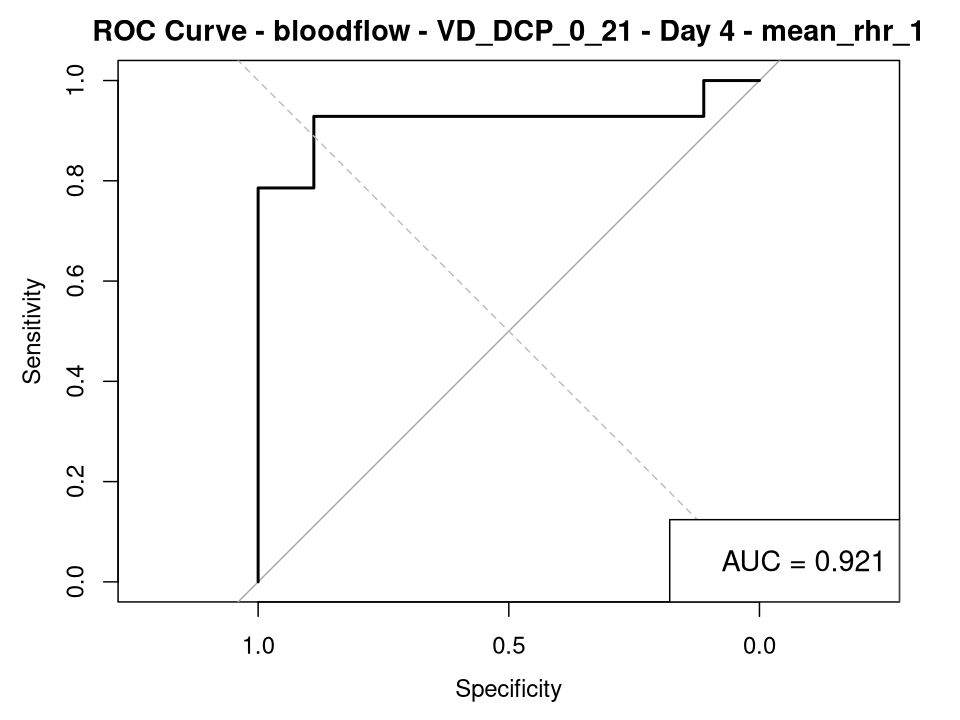 ROC Curve - bloodflow - VD_DCP_0_21 - Day 4 - mean_rhr_1
1.0
0.8
0.6
0.4
0.2
0.0
Sensitivity
AUC = 0.921
1.0 0.5 0.0
Specificity